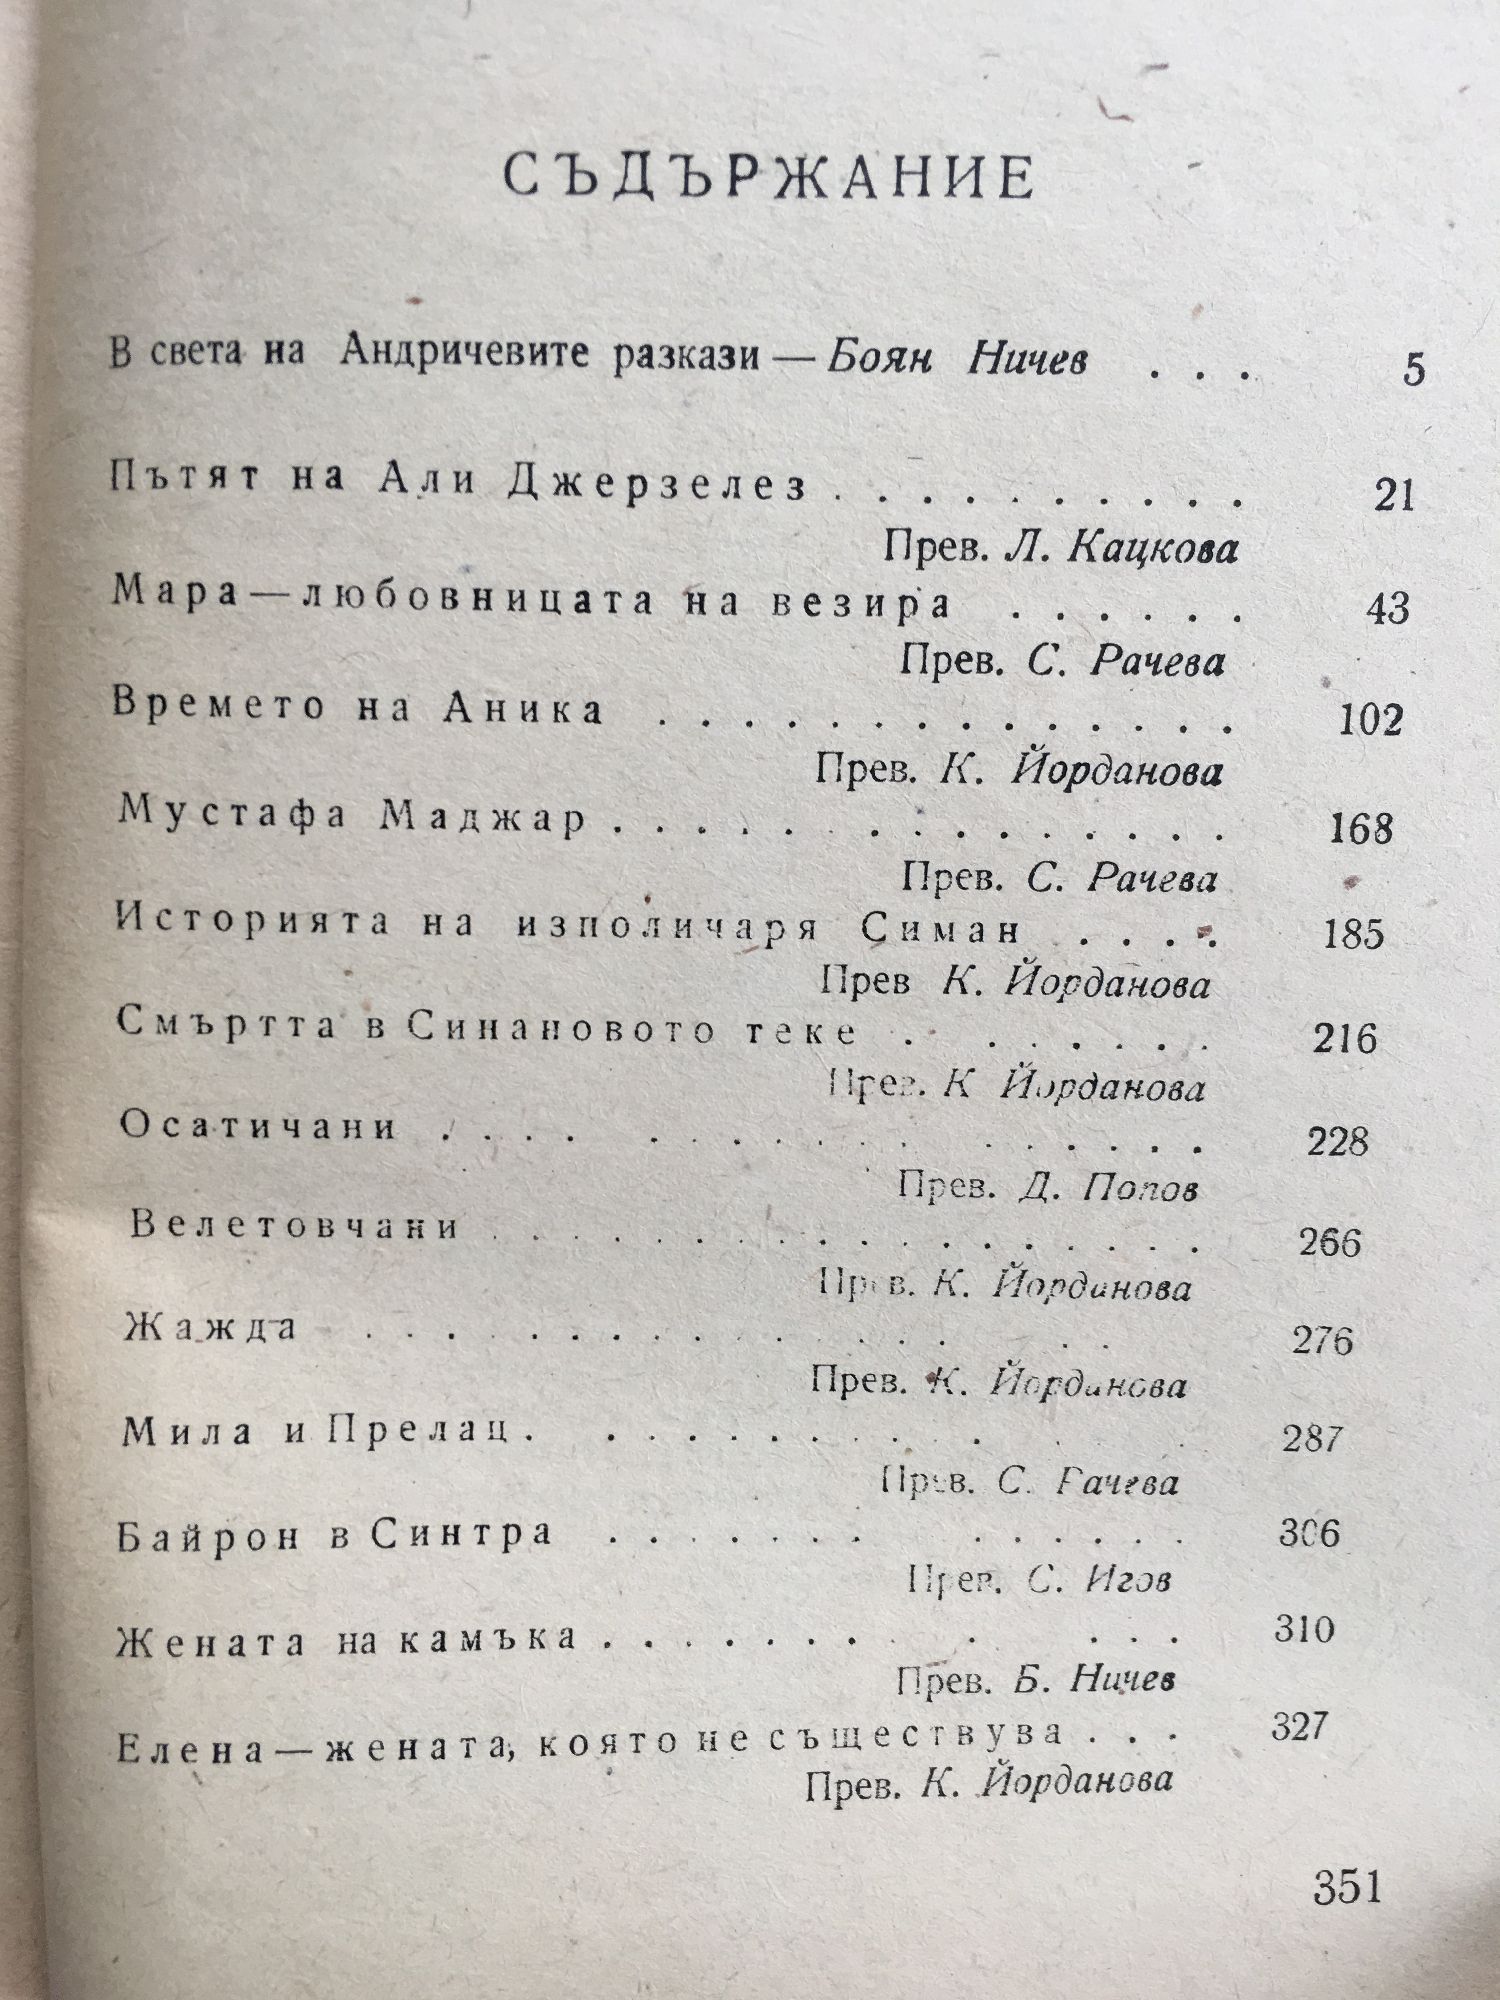 СЪДЪРЖАНИЕ
В света на Андричевите разкази — Боян Ничев . . . 5
Пътят на Али Джерзелез . . . . . . . . . . 21
Прев. Л. Кацкова
Мара — любовницата на везира . . . . . . 43
Прев. С. Рачева
Времето на Аника . . . . . . . . . . . . . . 102
Прев. К. Йорданова
Мустафа Маджар . . . . . . . . . . . . . . 168
Прев. С. Рачева
Историята на изполичаря Симан . . . . 185
Прев К. Йорданова
Смъртта в Синановото теке . . . . . . . 216
Прев. К Йорданова
Осатичани . . . . . . . . . . . . . . . . . 228
Прев. Д. Попов
Велетовчани . . . . . . . . . . . . . . . . . 266
Прев. К. Йорданова
Жажда . . . . . . . . . . . . . . . 276
Прев. К. Йорданова
Мила и Прелац . . . . . . . . . . . . . 287
Прев. С. Рачева
Байрон в Синтра . . . . . . . . . . . . . 306
Прев. С. Игов
Жената на камъка . . . . . . . . . . . 310
Прев. Б. Ничев
Елена — жената, която не съществува . . . 327
Прев. К. Йорданова
351